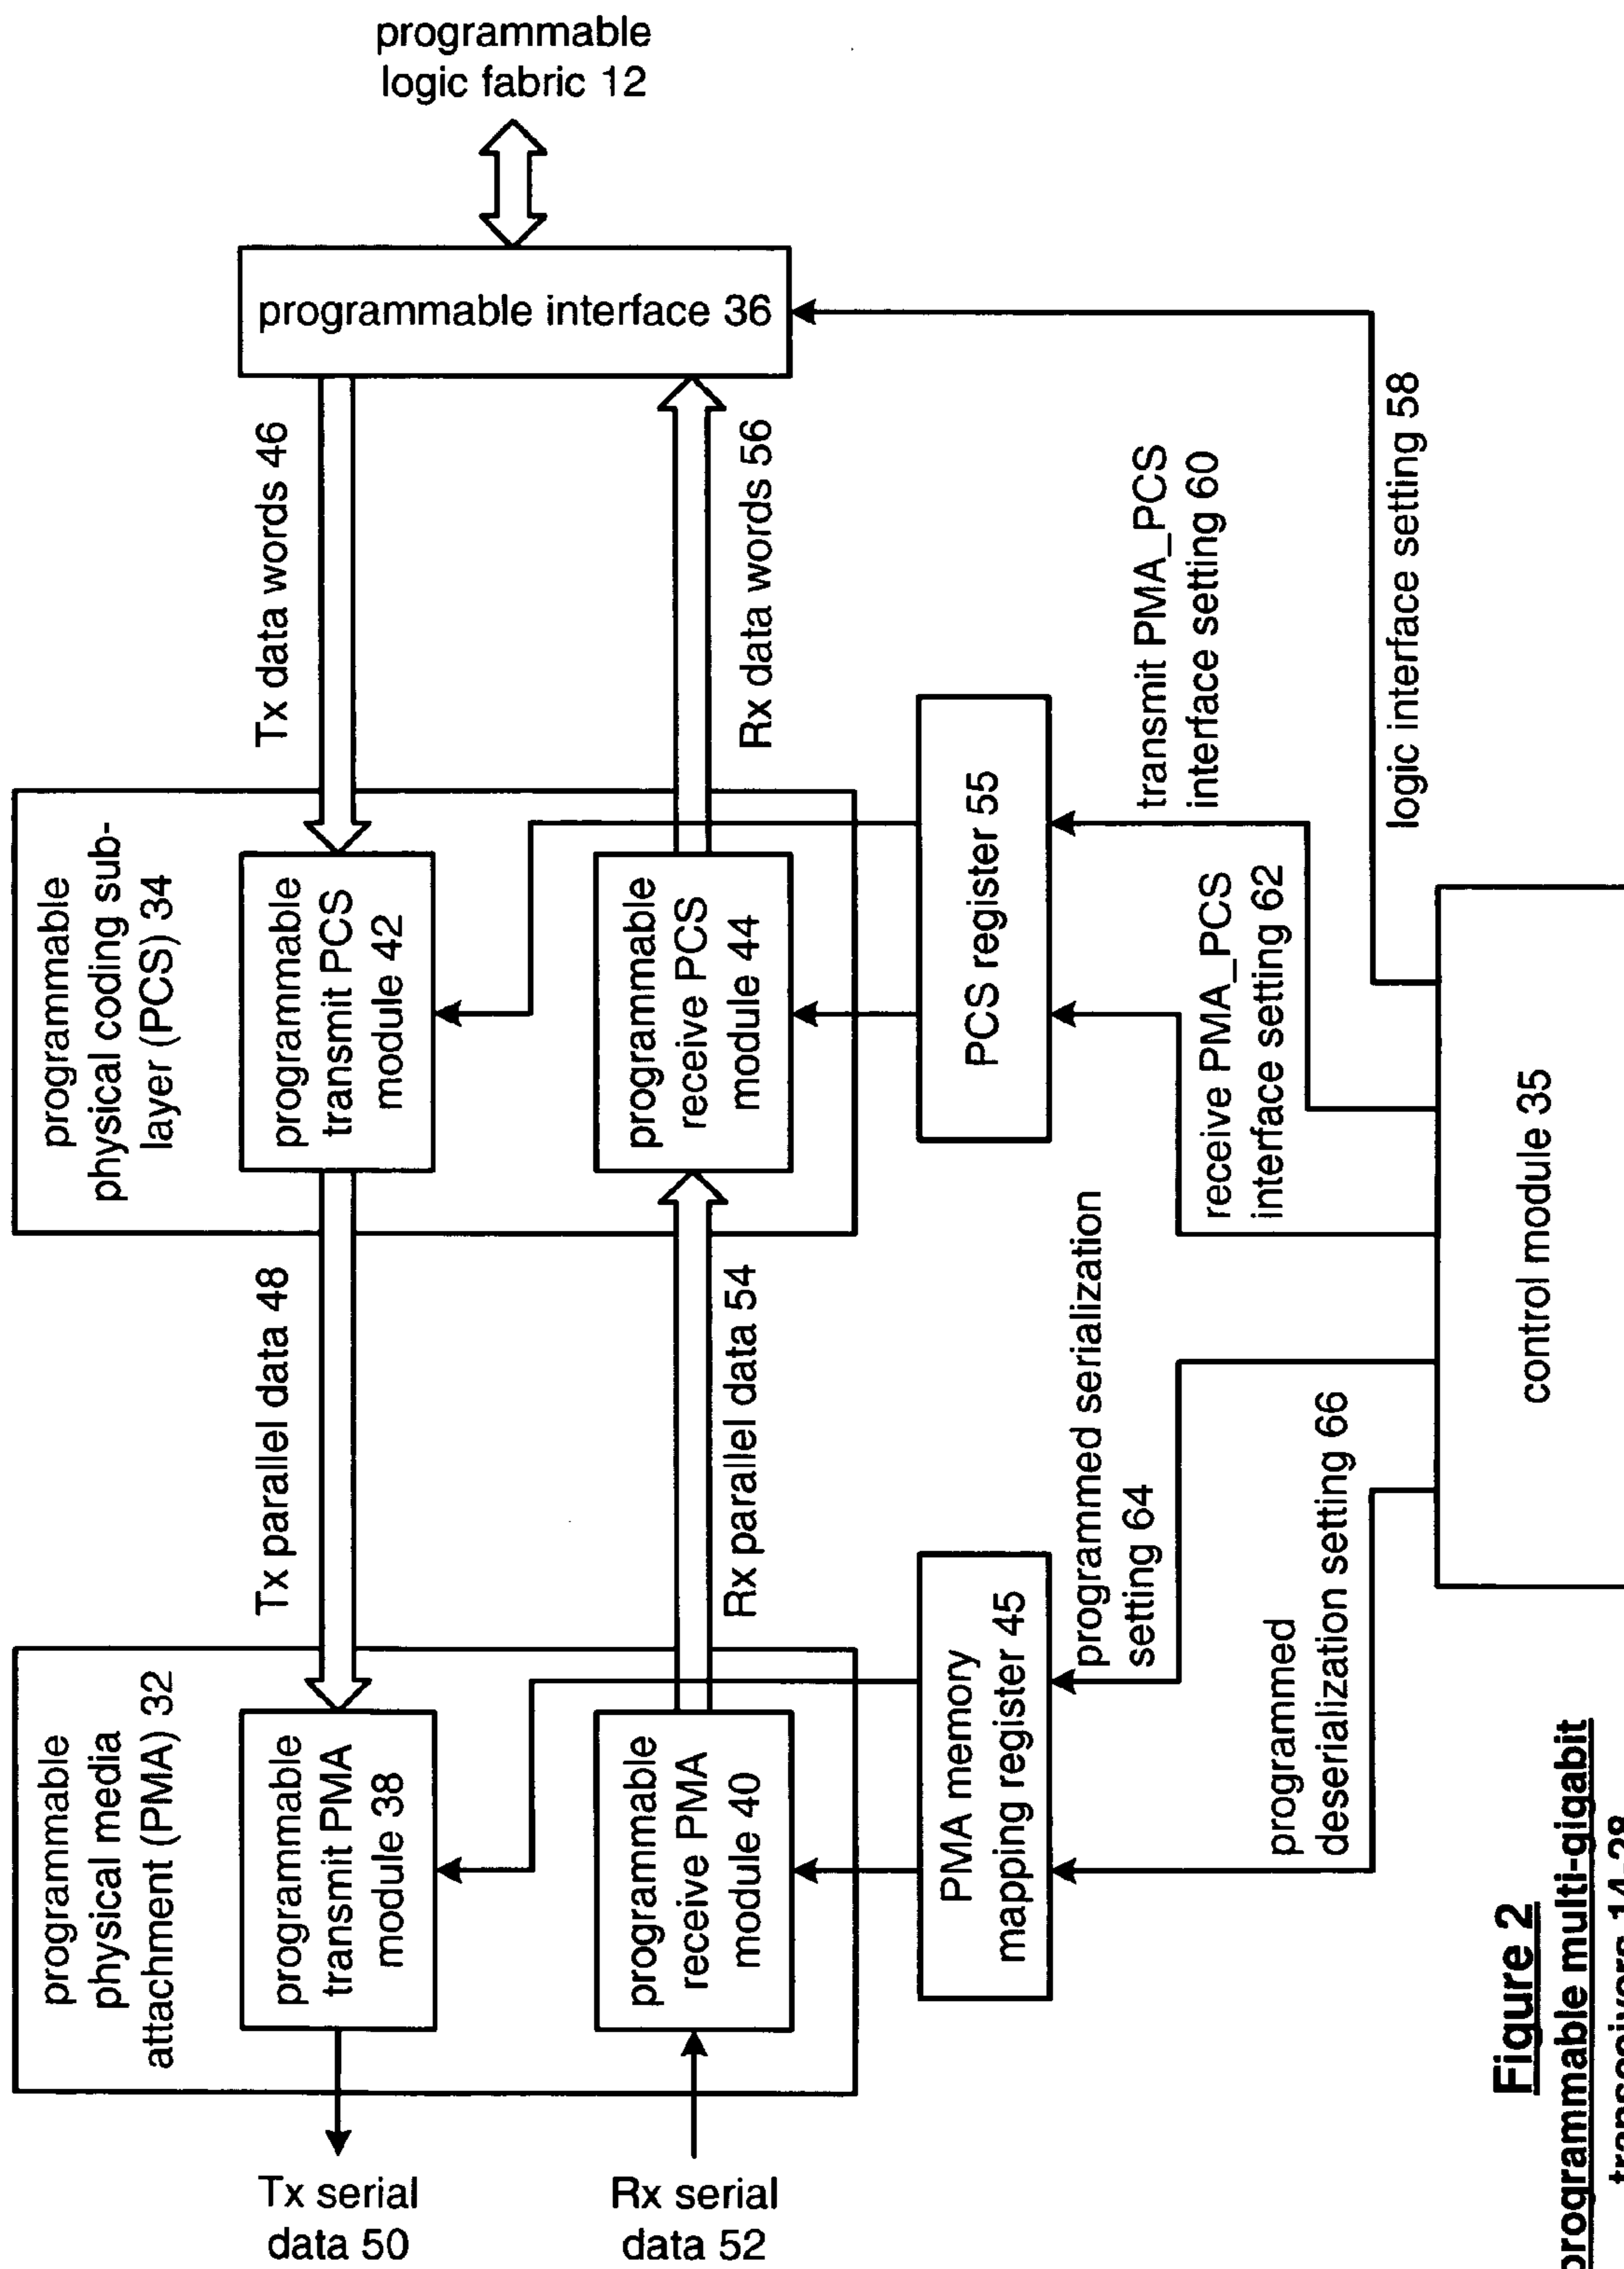 programmable
logic fabric 12
programmable interface 36
Tx data words 46
Rx data words 56
programmable
physical coding sub-
layer (PCS) 34
programmable
transmit PCS
module 42
programmable
receive PCS
module 44
PCS register 55
transmit PMA_PCS
interface setting 60
receive PMA_PCS
interface setting 62
logic interface setting 58
Tx parallel data 48
Rx parallel data 54
programmable
physical media
attachment (PMA) 32
programmable
transmit PMA
module 38
programmable
receive PMA
module 40
PMA memory
mapping register 45
programmed serialization
setting 64
programmed
deserialization setting 66
control module 35
Tx serial
data 50
Rx serial
data 52
Figure 2
programmable multi-gigabit
transceivers 14-28